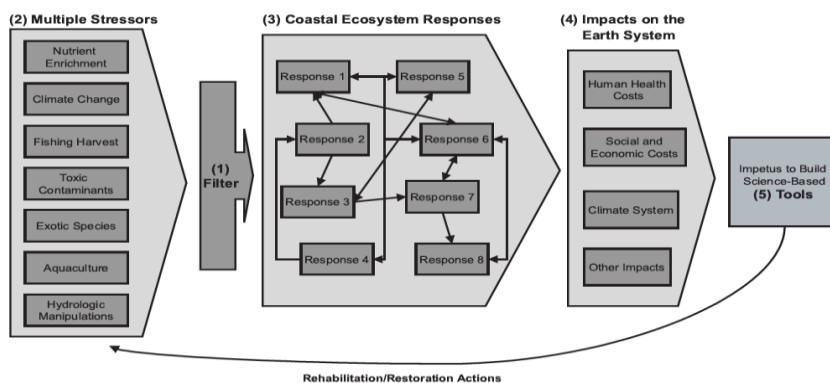 (2) Multiple Stressors
Nutrient
Enrichment
Climate Change
Fishing Harvest
Toxic
Contaminants
Exotic Species
Aquaculture
Hydrologic
Manipulations
(1)
Filter
(3) Coastal Ecosystem Responses
Response 1
Response 5
Response 2
Response 6
Response 3
Response 7
Response 4
Response 8
(4) Impacts on the
Earth System
Human Health
Costs
Social and
Economic Costs
Climate System
Other Impacts
Impetus to Build
Science-Based
(5) Tools
Rehabilitation/Restoration Actions